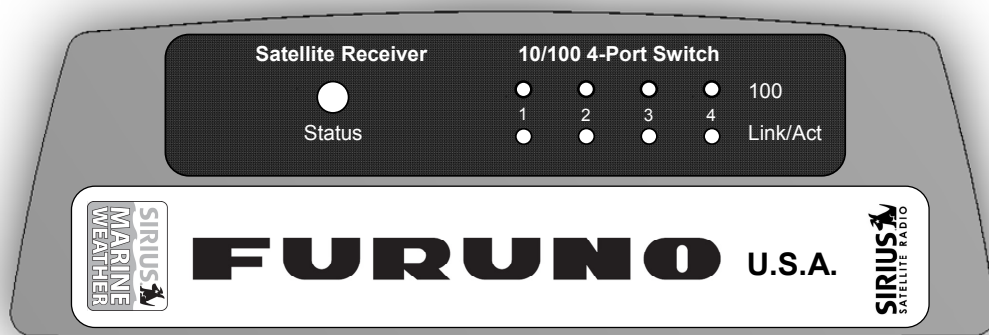 Satellite Receiver
10/100 4-Port Switch
100
1 2 3 4
Status
Link/Act
SIRIUS
MARINE
WEATHER
FURUNO U.S.A.
SIRIUS
SATELLITE RADIO